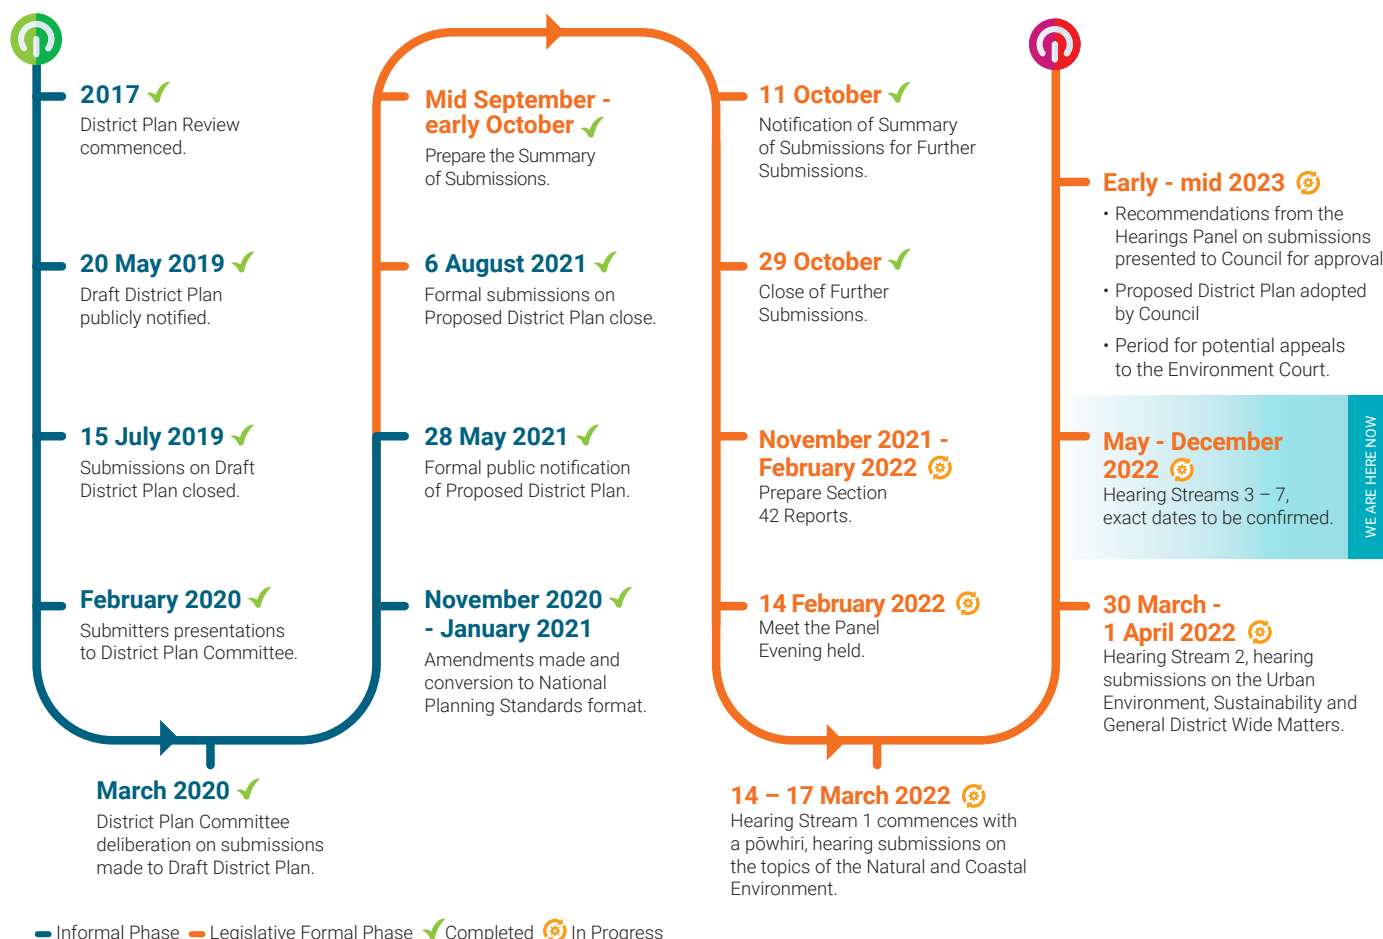 2017
District Plan Review
commenced.
20 May 2019
Draft District Plan
publicly notified.
15 July 2019
Submissions on Draft
District Plan closed.
February 2020
Submitters presentations
to District Plan Committee.
March 2020
District Plan Committee
deliberation on submissions
made to Draft District Plan.
November 2020
- January 2021
Amendments made and
conversion to National
Planning Standards format.
28 May 2021
Formal public notification
of Proposed District Plan.
6 August 2021
Formal submissions on
Proposed District Plan close.
Mid September -
early October
Prepare the Summary
of Submissions.
11 October
Notification of Summary
of Submissions for Further
Submissions.
29 October
Close of Further
Submissions.
November 2021 -
February 2022
Prepare Section
42 Reports.
14 February 2022
Meet the Panel
Evening held.
14 – 17 March 2022
Hearing Stream 1 commences with
a pōwhiri, hearing submissions on
the topics of the Natural and Coastal
Environment.
30 March -
1 April 2022
Hearing Stream 2, hearing
submissions on the Urban
Environment, Sustainability and
General District Wide Matters.
May - December
2022
Hearing Streams 3 – 7,
exact dates to be confirmed.
WE ARE HERE NOW
Early - mid 2023
• Recommendations from the
Hearings Panel on submissions
presented to Council for approval
• Proposed District Plan adopted
by Council
• Period for potential appeals
to the Environment Court.
Informal Phase Legislative Formal Phase Completed In Progress